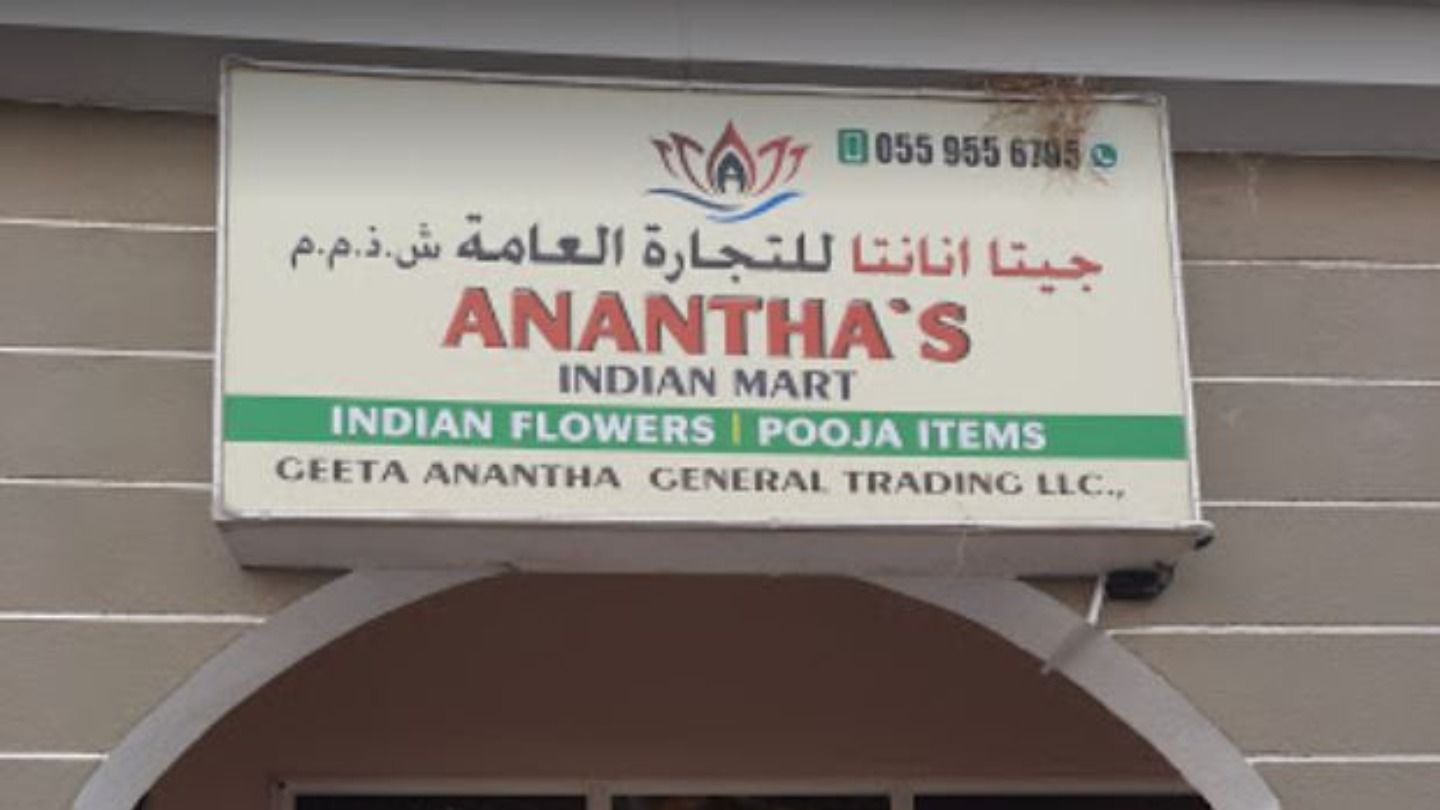 055 955 6795
A
جيتا انانتا للتجارة العامة ش.ذ.م.م
ANANTHA`S
INDIAN MART
INDIAN FLOWERS | POOJA ITEMS
GEETA ANANTHA GENERAL TRADING LLC.,